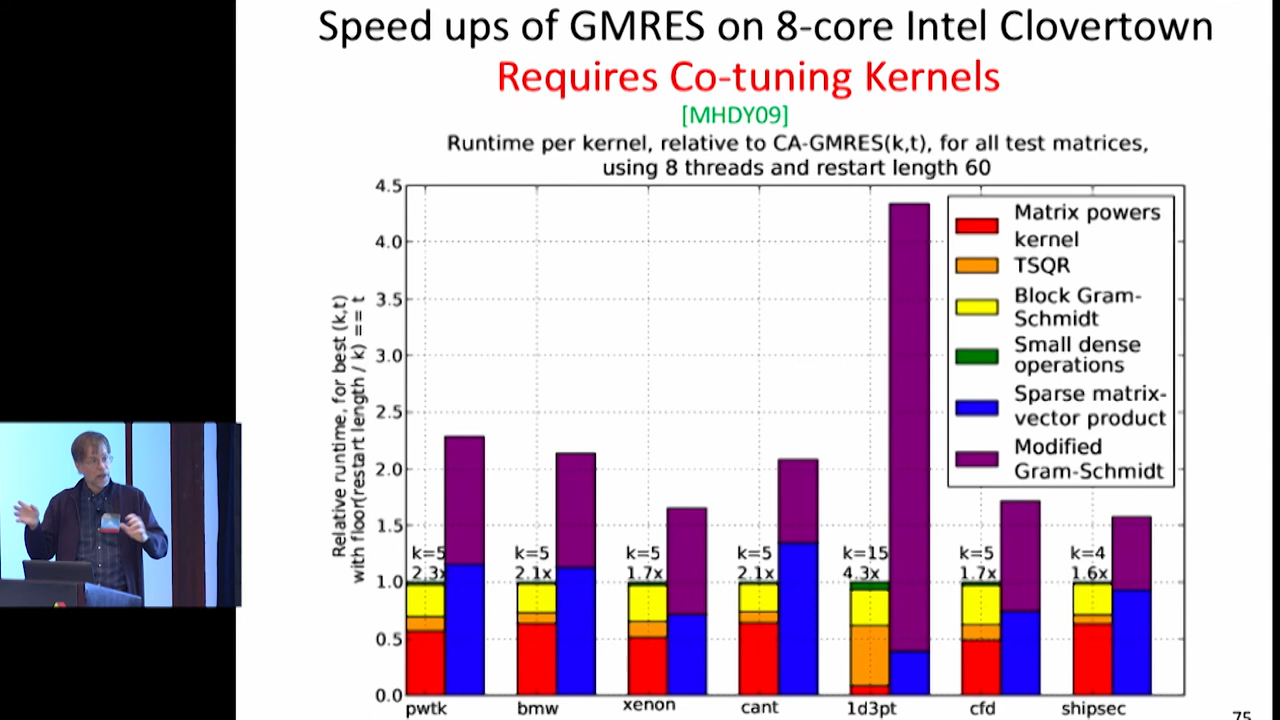 Speed ups of GMRES on 8-core Intel Clovertown
Requires Co-tuning Kernels
[MHDY09]
Runtime per kernel, relative to CA-GMRES(k,t), for all test matrices,
using 8 threads and restart length 60
Relative runtime, for best (k,t)
with floor(restart length / k) == t
4.5
4.0
3.5
3.0
2.5
2.0
1.5
1.0
0.5
0.0
Matrix powers
kernel
TSQR
Block Gram-
Schmidt
Small dense
operations
Sparse matrix-
vector product
Modified
Gram-Schmidt
k=5
2.3x
k=5
2.1x
k=5
1.7x
k=5
2.1x
k=15
4.3x
k=5
1.7x
k=4
1.6x
pwtk bmw xenon cant 1d3pt cfd shipsec
75